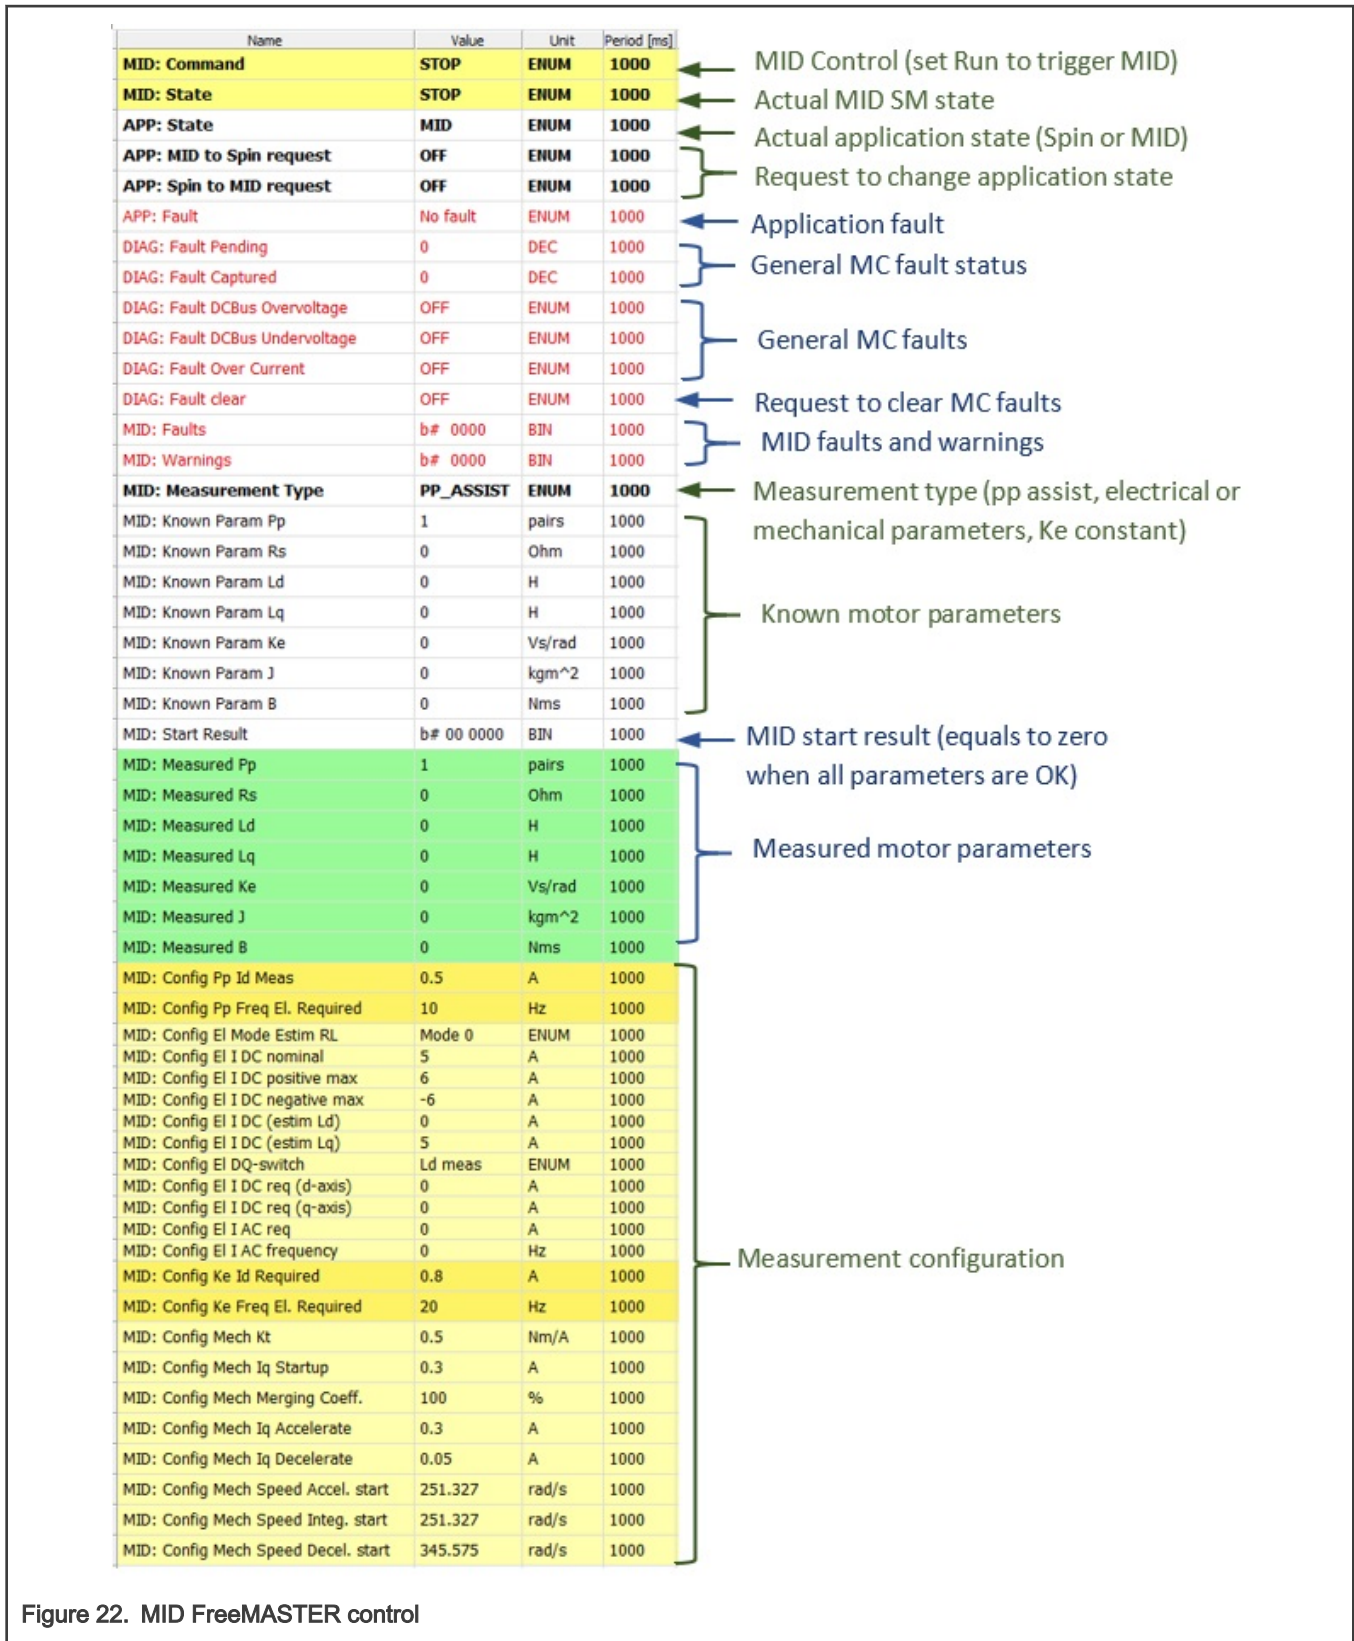 Name Value Unit Period [ms]
MID: Command STOP ENUM 1000
MID Control (set Run to trigger MID)
MID: State STOP ENUM 1000
Actual MID SM state
APP: State MID ENUM 1000
Actual application state (Spin or MID)
APP: MID to Spin request OFF ENUM 1000
Request to change application state
APP: Spin to MID request OFF ENUM 1000
APP: Fault No fault ENUM 1000
Application fault
DIAG: Fault Pending 0 DEC 1000
General MC fault status
DIAG: Fault Captured 0 DEC 1000
DIAG: Fault DCBus Overvoltage OFF ENUM 1000
DIAG: Fault DCBus Undervoltage OFF ENUM 1000
General MC faults
DIAG: Fault Over Current OFF ENUM 1000
DIAG: Fault clear OFF ENUM 1000
Request to clear MC faults
MID: Faults b# 0000 BIN 1000
MID faults and warnings
MID: Warnings b# 0000 BIN 1000
MID: Measurement Type PP_ASSIST ENUM 1000
Measurement type (pp assist, electrical or
mechanical parameters, Ke constant)
MID: Known Param Pp 1 pairs 1000
MID: Known Param Rs 0 Ohm 1000
MID: Known Param Ld 0 H 1000
MID: Known Param Lq 0 H 1000
Known motor parameters
MID: Known Param Ke 0 Vs/rad 1000
MID: Known Param J 0 kgm^2 1000
MID: Known Param B 0 Nms 1000
MID: Start Result b# 00 0000 BIN 1000
MID start result (equals to zero
when all parameters are OK)
MID: Measured Pp 1 pairs 1000
MID: Measured Rs 0 Ohm 1000
MID: Measured Ld 0 H 1000
MID: Measured Lq 0 H 1000
Measured motor parameters
MID: Measured Ke 0 Vs/rad 1000
MID: Measured J 0 kgm^2 1000
MID: Measured B 0 Nms 1000
MID: Config Pp Id Meas 0.5 A 1000
MID: Config Pp Freq El. Required 10 Hz 1000
MID: Config El Mode Estim RL Mode 0 ENUM 1000
MID: Config El I DC nominal 5 A 1000
MID: Config El I DC positive max 6 A 1000
MID: Config El I DC negative max -6 A 1000
MID: Config El I DC (estim Ld) 0 A 1000
MID: Config El I DC (estim Lq) 5 A 1000
MID: Config El DQ-switch Ld meas ENUM 1000
MID: Config El I DC req (d-axis) 0 A 1000
MID: Config El I DC req (q-axis) 0 A 1000
MID: Config El I AC req 0 A 1000
MID: Config El I AC frequency 0 Hz 1000
Measurement configuration
MID: Config Ke Id Required 0.8 A 1000
MID: Config Ke Freq El. Required 20 Hz 1000
MID: Config Mech Kt 0.5 Nm/A 1000
MID: Config Mech Iq Startup 0.3 A 1000
MID: Config Mech Merging Coeff. 100 % 1000
MID: Config Mech Iq Accelerate 0.3 A 1000
MID: Config Mech Iq Decelerate 0.05 A 1000
MID: Config Mech Speed Accel. start 251.327 rad/s 1000
MID: Config Mech Speed Integ. start 251.327 rad/s 1000
MID: Config Mech Speed Decel. start 345.575 rad/s 1000
Figure 22. MID FreeMASTER control